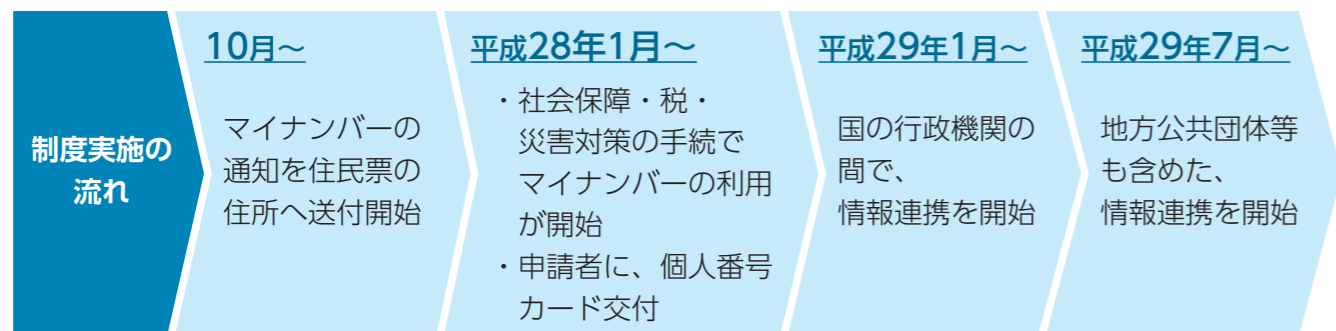 制度実施の
流れ
10月～
マイナンバーの
通知を住民票の
住所へ送付開始
平成28年1月～
・社会保障・税・
災害対策の手続で
マイナンバーの利用
が開始
・申請者に、個人番号
カード交付
平成29年1月～
国の行政機関の
間で、
情報連携を開始
平成29年7月～
地方公共団体等
も含めた、
情報連携を開始